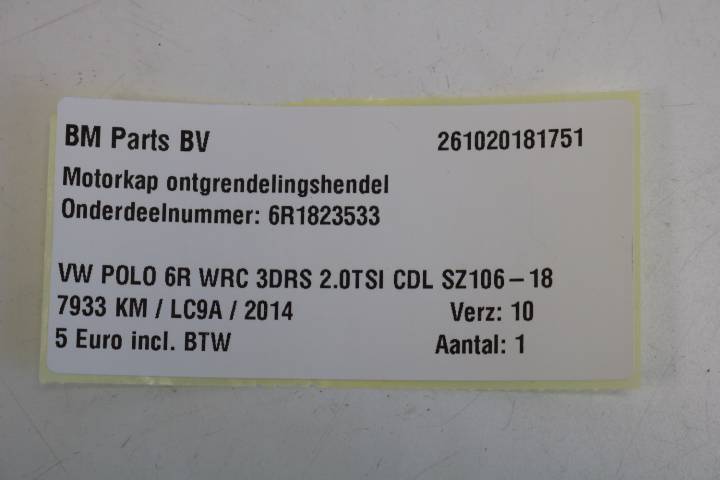 BM Parts BV 261020181751
Motorkap ontgrendelingshendel
Onderdeelnummer: 6R1823533
VW POLO 6R WRC 3DRS 2.0TSI CDL SZ106-18
7933 KM / LC9A / 2014 Verz: 10
5 Euro incl. BTW Aantal: 1